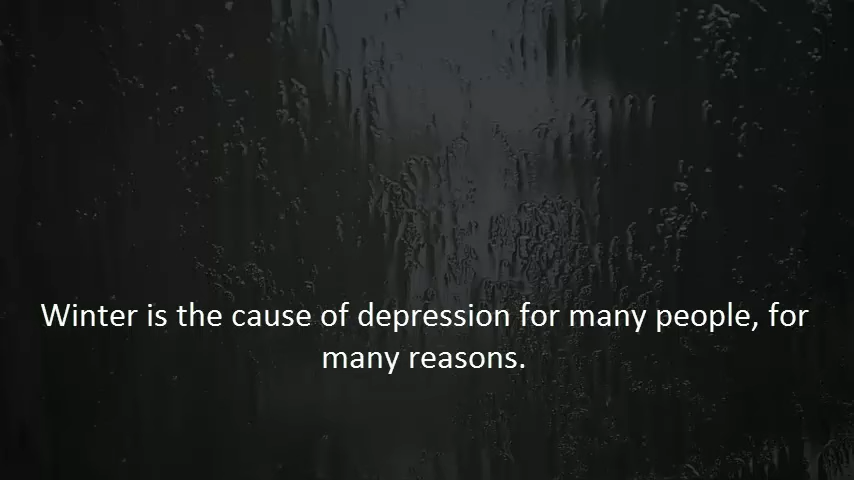 Winter is the cause of depression for many people, for
many reasons.